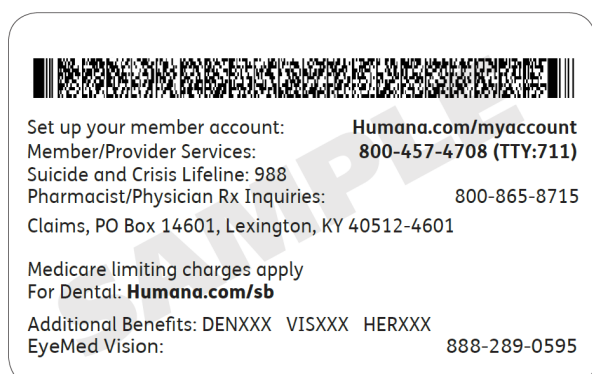 Set up your member account: Humana.com/myaccount
Member/Provider Services: 800-457-4708 (TTY:711)
Suicide and Crisis Lifeline: 988
Pharmacist/Physician Rx Inquiries: 800-865-8715
Claims, PO Box 14601, Lexington, KY 40512-4601
Medicare limiting charges apply
For Dental: Humana.com/sb
Additional Benefits: DENXXX VISXXX HERXXX
EyeMed Vision: 888-289-0595
SAMPLE